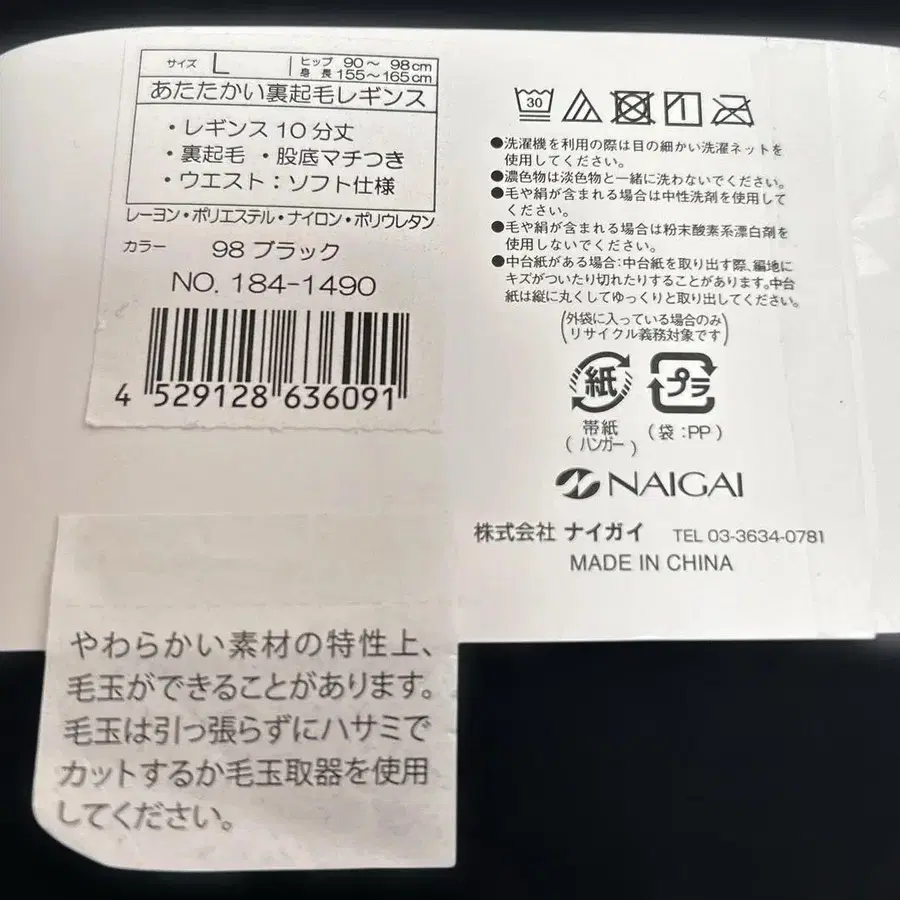 サイズ L ヒップ 90～98cm
身長 155～165cm
あたたかい裏起毛レギンス
・レギンス10分丈
・裏起毛 ・股底マチつき
・ウエスト：ソフト仕様
レーヨン・ポリエステル・ナイロン・ポリウレタン
カラー 98 ブラック
NO. 184-1490
4 529128 636091
30
●洗濯機を利用の際は目の細かい洗濯ネットを
使用してください。
●濃色物は淡色物と一緒に洗わないでください。
●毛や絹が含まれる場合は中性洗剤を使用して
ください。
●毛や絹が含まれる場合は粉末酸素系漂白剤を
使用しないでください。
●中台紙がある場合：中台紙を取り出す際、編地に
キズがついたり切れたりすることがあります。中台
紙は縦に丸くしてゆっくりと取り出してください。
(外袋に入っている場合のみ
リサイクル義務対象です)
紙 プラ
帯紙
(ハンガー) (袋：PP)
NAIGAI
株式会社 ナイガイ TEL 03-3634-0781
MADE IN CHINA
やわらかい素材の特性上、
毛玉ができることがあります。
毛玉は引っ張らずにハサミで
カットするか毛玉取器を使用
してください。